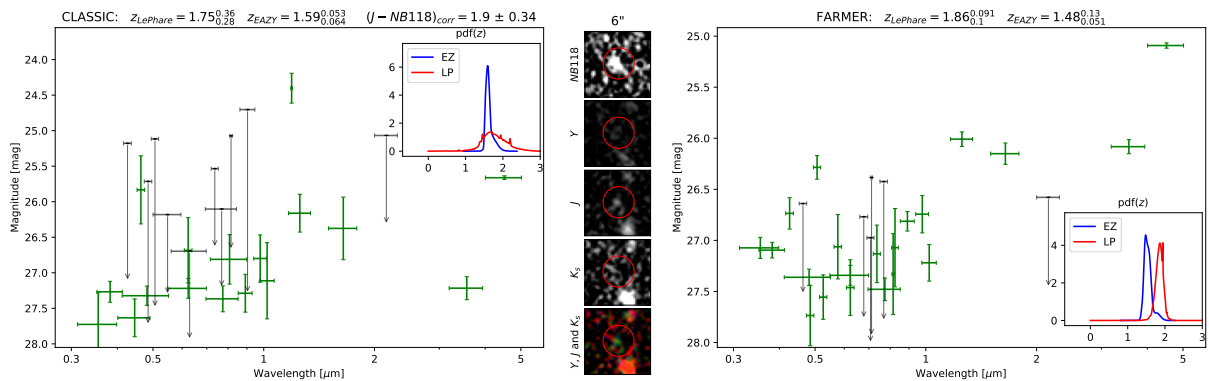 CLASSIC: z_LePhare = 1.75^0.36_0.28 z_EAZY = 1.59^0.053_0.064 (J − NB118)_corr = 1.9 ± 0.34
pdf(z)
EZ
LP
6
4
2
0
0 1 2 3
24.0
24.5
25.0
25.5
26.0
26.5
27.0
27.5
28.0
Magnitude [mag]
0.3 0.5 1 2 5
Wavelength [μm]
6"
NB118
Y
J
K_s
Y, J and K_s
FARMER: z_LePhare = 1.86^0.091_0.1 z_EAZY = 1.48^0.13_0.051
25.0
25.5
26.0
26.5
27.0
27.5
28.0
Magnitude [mag]
pdf(z)
EZ
LP
4
3
2
1
0
0 1 2 3
0.3 0.5 1 2 5
Wavelength [μm]